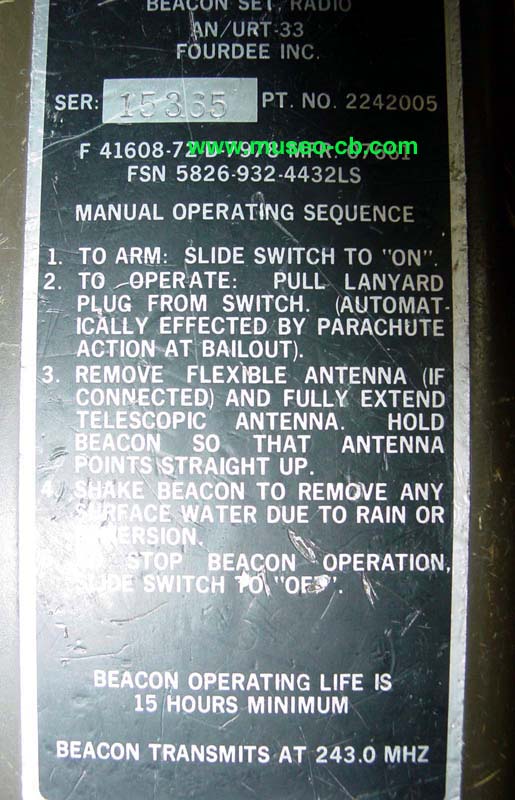 BEACON SET, RADIO
AN/URT-33
FOURDEE INC.
SER: 15365 PT. NO. 2242005
www.museo-cb.com
F 41608-72- MFR.
FSN 5826-932-4432LS
MANUAL OPERATING SEQUENCE
1. TO ARM: SLIDE SWITCH TO "ON".
2. TO OPERATE: PULL LANYARD
PLUG FROM SWITCH. (AUTOMAT-
ICALLY EFFECTED BY PARACHUTE
ACTION AT BAILOUT).
3. REMOVE FLEXIBLE ANTENNA (IF
CONNECTED) AND FULLY EXTEND
TELESCOPIC ANTENNA. HOLD
BEACON SO THAT ANTENNA
POINTS STRAIGHT UP.
4. SHAKE BEACON TO REMOVE ANY
SURFACE WATER DUE TO RAIN OR
IMMERSION.
STOP BEACON OPERATION,
SLIDE SWITCH TO "OFF".
BEACON OPERATING LIFE IS
15 HOURS MINIMUM
BEACON TRANSMITS AT 243.0 MHZ